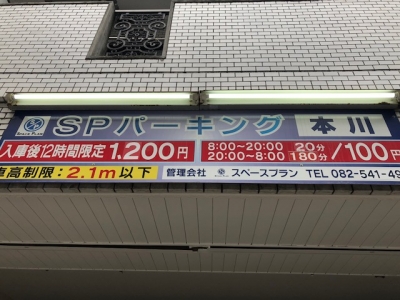 SPパーキング 本川
入庫後12時間限定 1,200円 8:00～20:00 20分 /100円
20:00～8:00 180分
車高制限:2.1m以下 管理会社 スペースプラン TEL 082-541-49